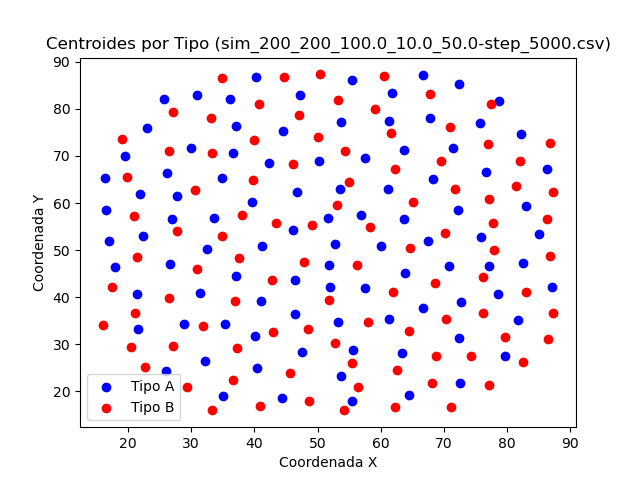 Centroides por Tipo (sim_200_200_100.0_10.0_50.0-step_5000.csv)
90
80
70
60
50
40
30
20
Coordenada Y
Tipo A
Tipo B
20 30 40 50 60 70 80 90
Coordenada X